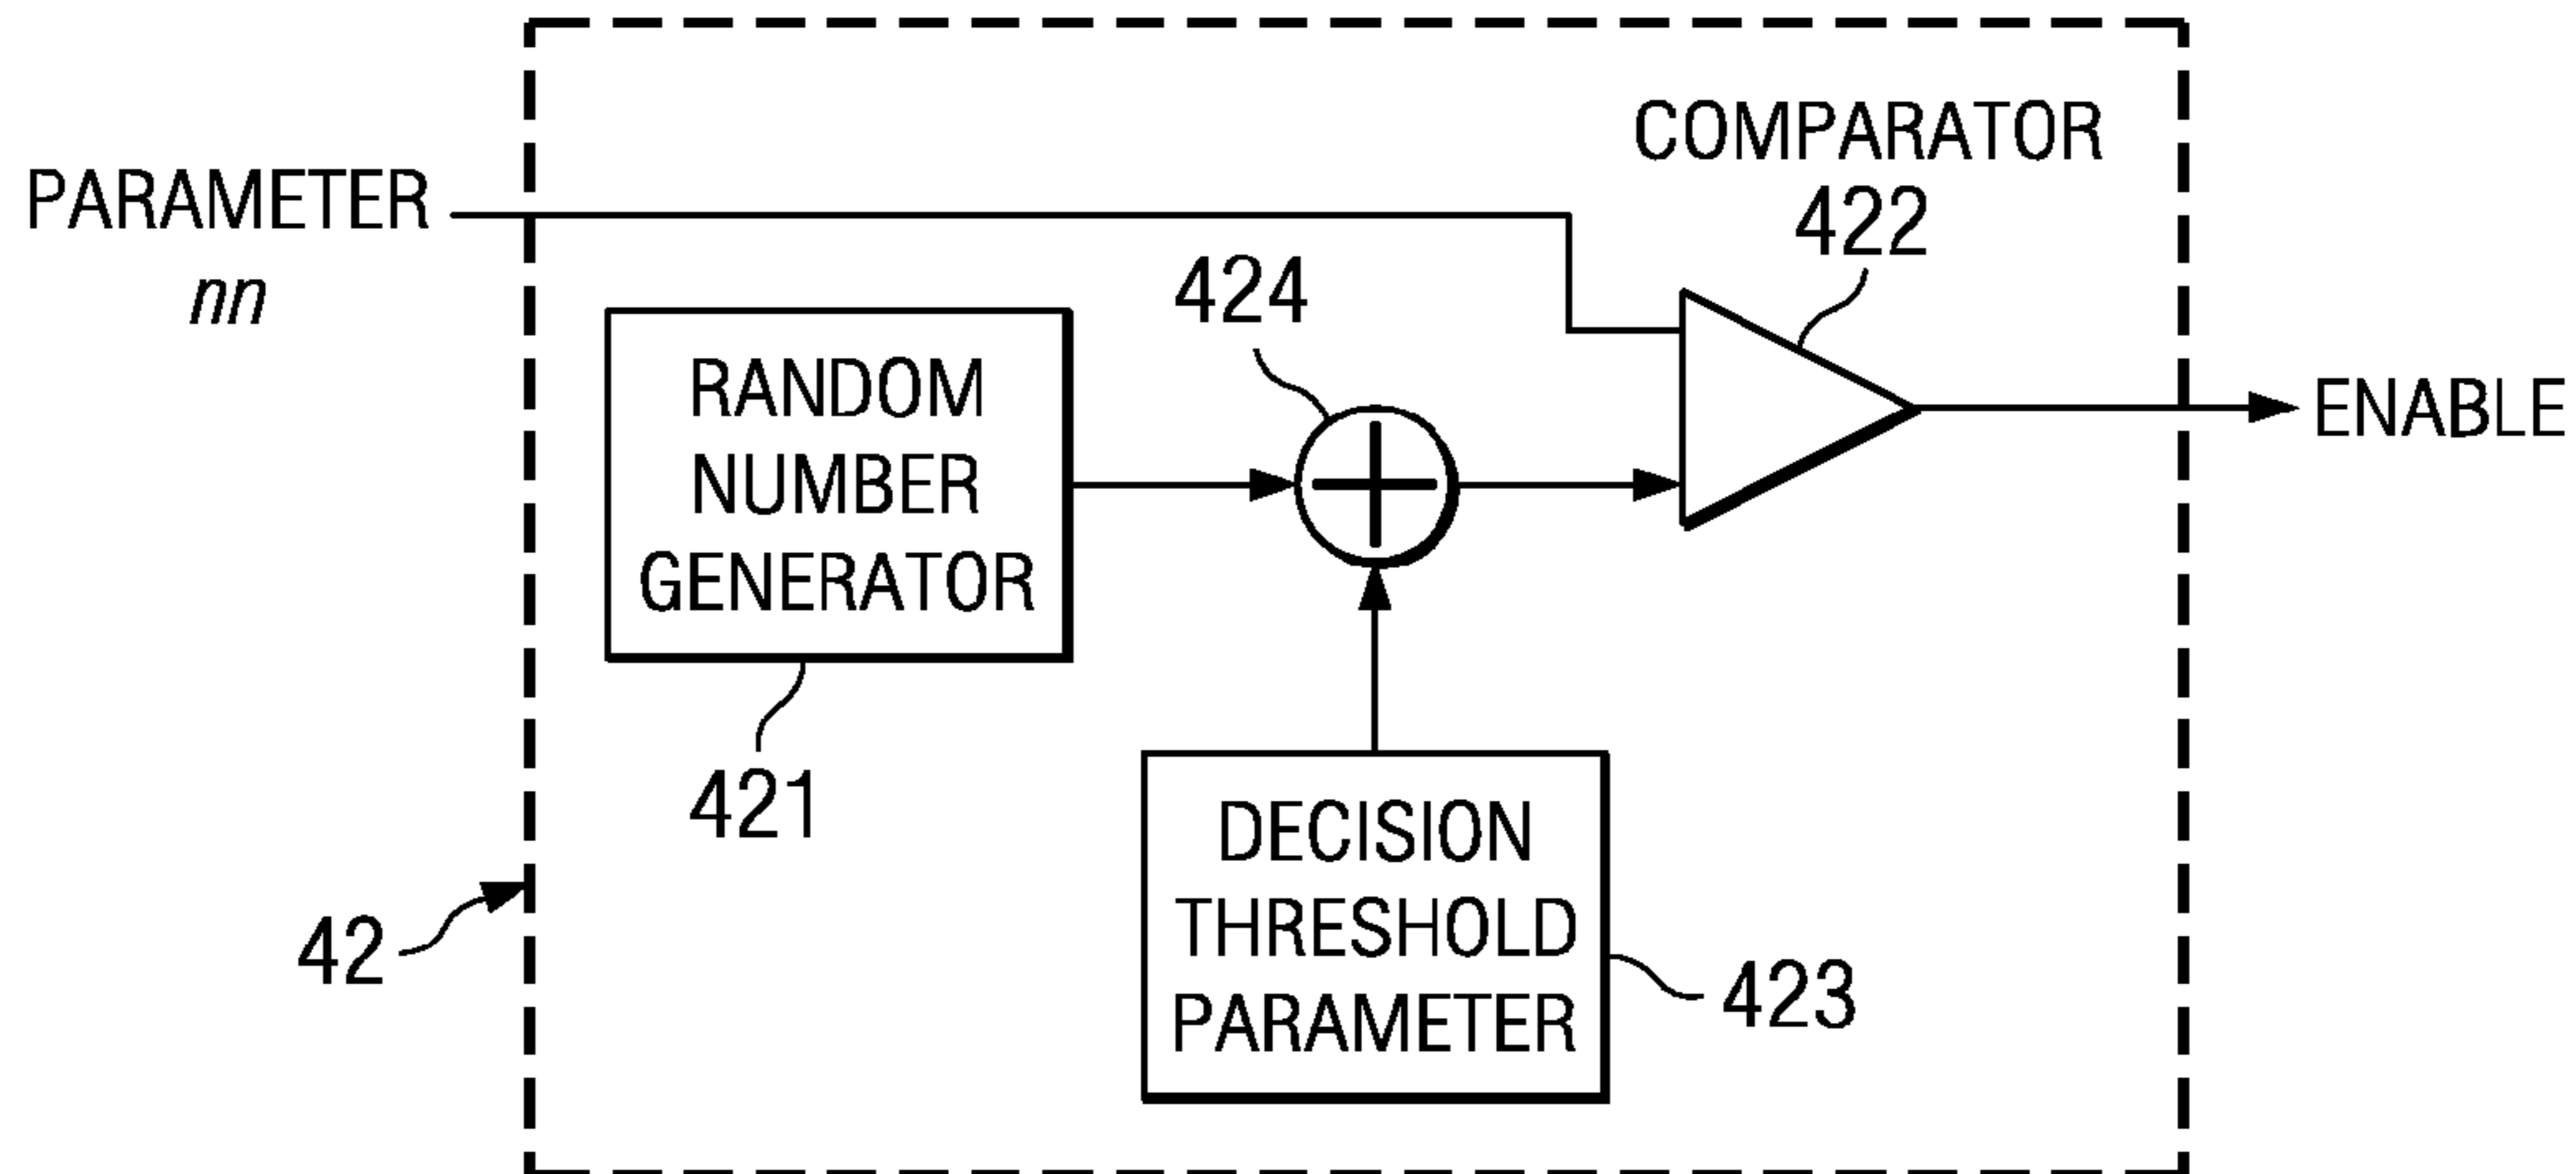 COMPARATOR
422
PARAMETER
nn
424
RANDOM
NUMBER
GENERATOR
ENABLE
421
DECISION
THRESHOLD
PARAMETER
42
423